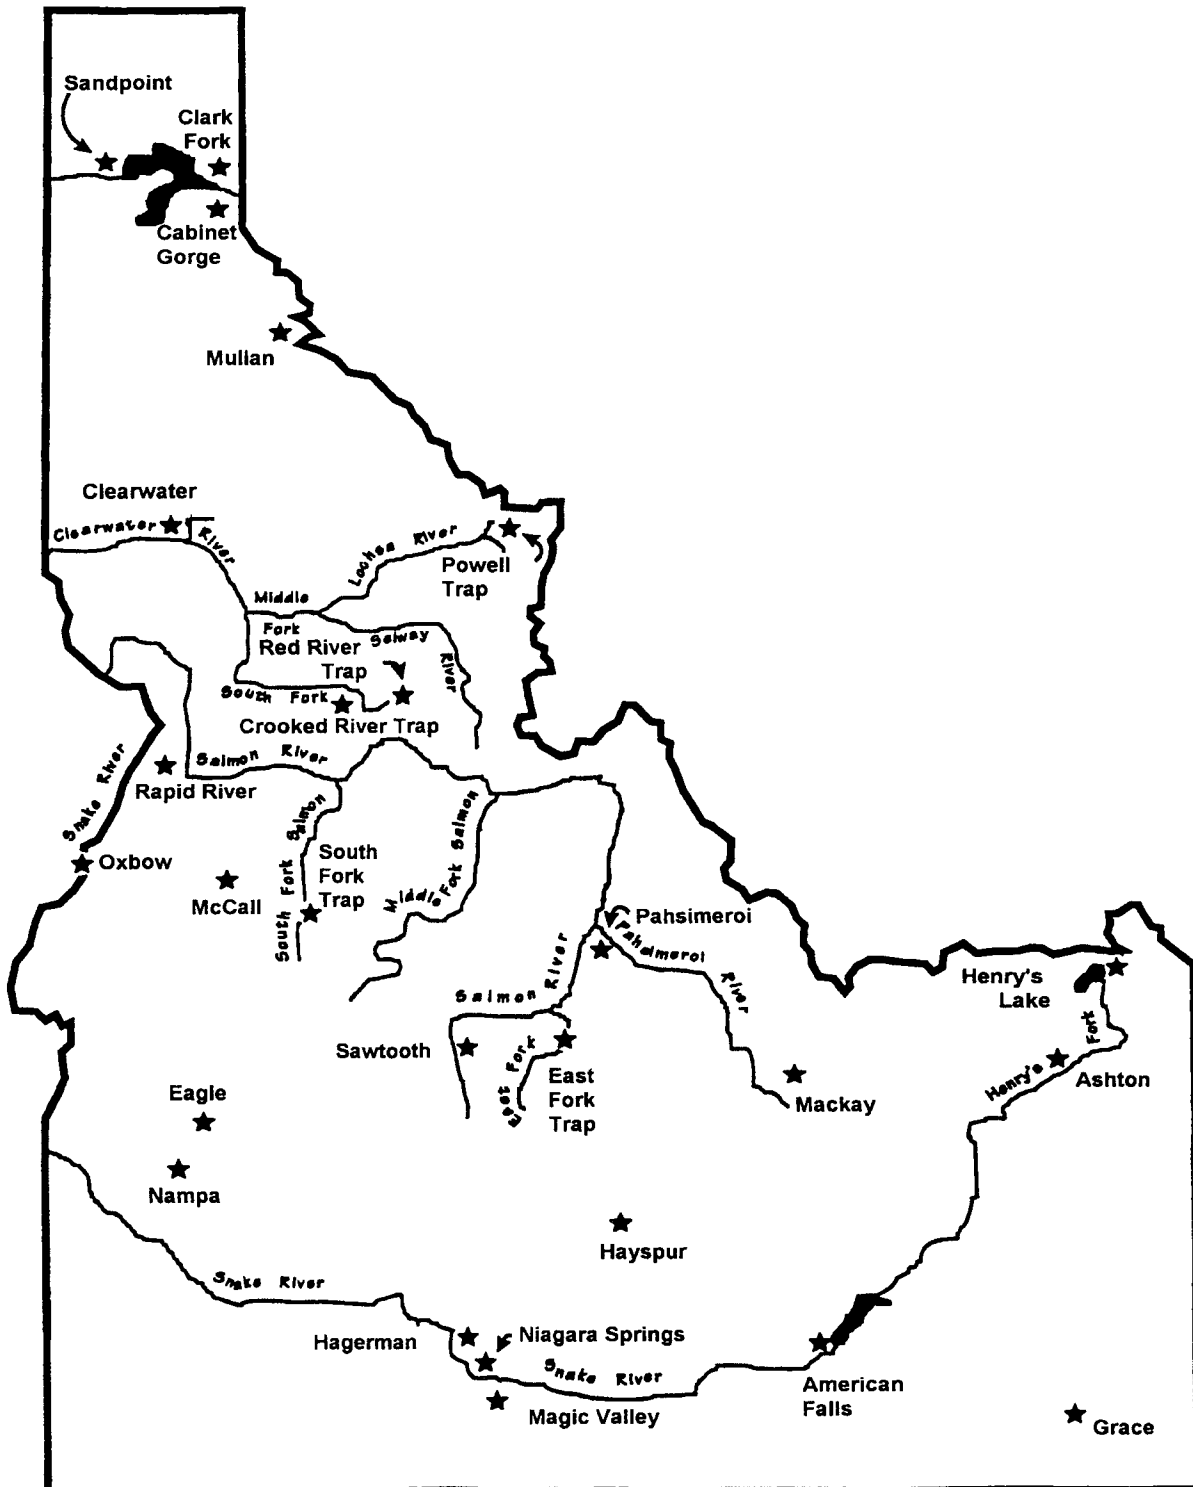 Sandpoint
Clark
Fork
Cabinet
Gorge
Mullan
Clearwater
Clearwater
River
Lochsa River
Powell
Trap
Middle
Fork
Selway
River
Red River
Trap
South Fork
Crooked River Trap
Salmon River
Rapid River
Snake River
Oxbow
McCall
South Fork Salmon
South
Fork
Trap
Middle Fork Salmon
Pahsimeroi
Pahsimeroi
River
Salmon River
Henry's
Lake
Henry's
Fork
Ashton
Sawtooth
East Fork
East
Fork
Trap
Mackay
Eagle
Nampa
Hayspur
Snake River
Hagerman
Niagara Springs
Snake River
Magic Valley
American
Falls
Grace